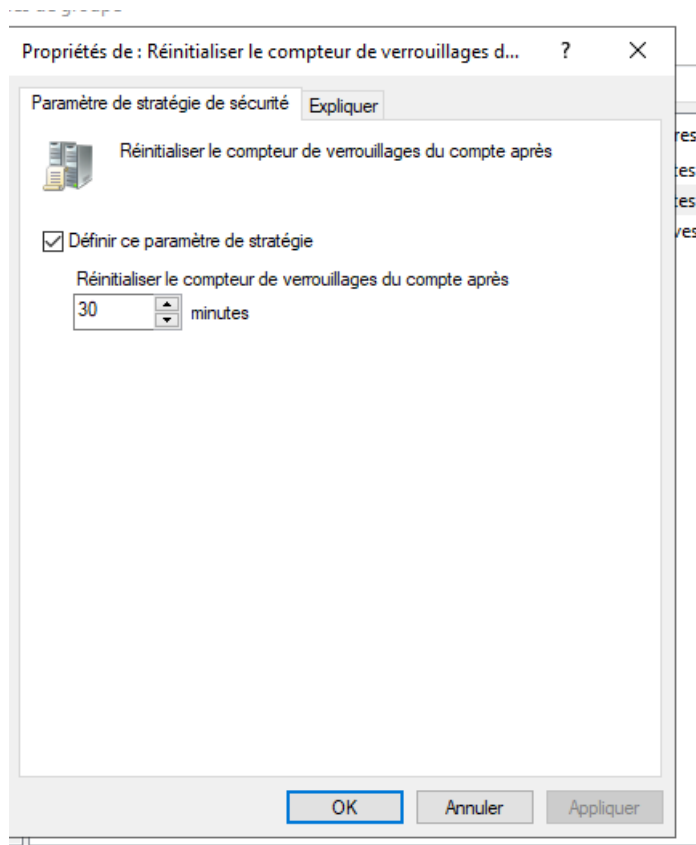 Propriétés de : Réinitialiser le compteur de verrouillages d... ?
Paramètre de stratégie de sécurité Expliquer
Réinitialiser le compteur de verrouillages du compte après
Définir ce paramètre de stratégie
Réinitialiser le compteur de verrouillages du compte après
30 minutes
OK Annuler Appliquer